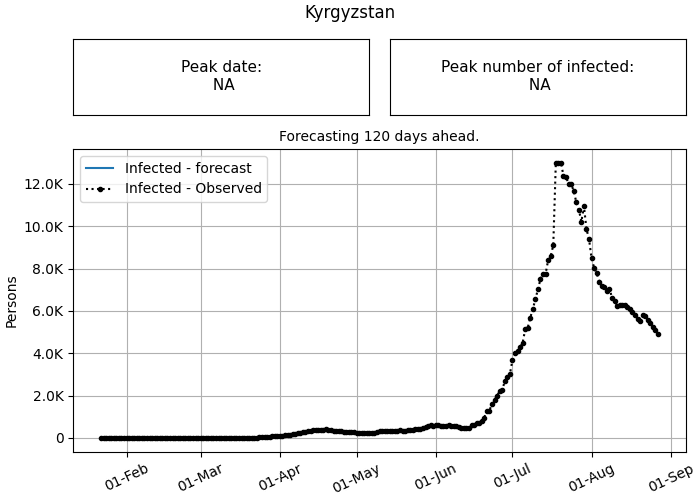 Kyrgyzstan
Peak date:
NA
Peak number of infected:
NA
Forecasting 120 days ahead.
Infected - forecast
Infected - Observed
12.0K
10.0K
8.0K
6.0K
4.0K
2.0K
0
Persons
01-Feb
01-Mar
01-Apr
01-May
01-Jun
01-Jul
01-Aug
01-Sep